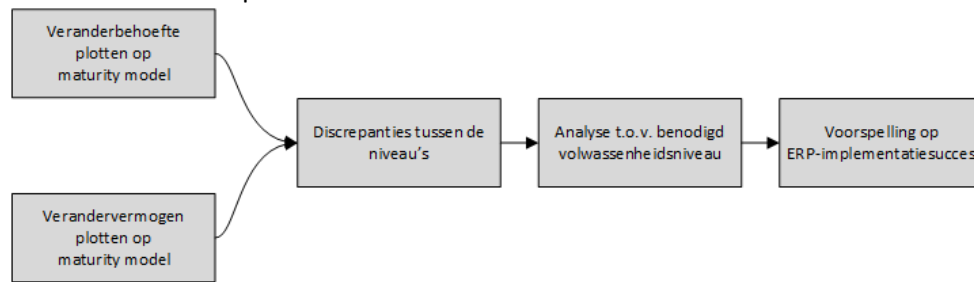 Veranderbehoefte
plotten op
maturity model
Verandervermogen
plotten op
maturity model
Discrepanties tussen de
niveau's
Analyse t.o.v. benodigd
volwassenheidsniveau
Voorspelling op
ERP-implementatiesucces